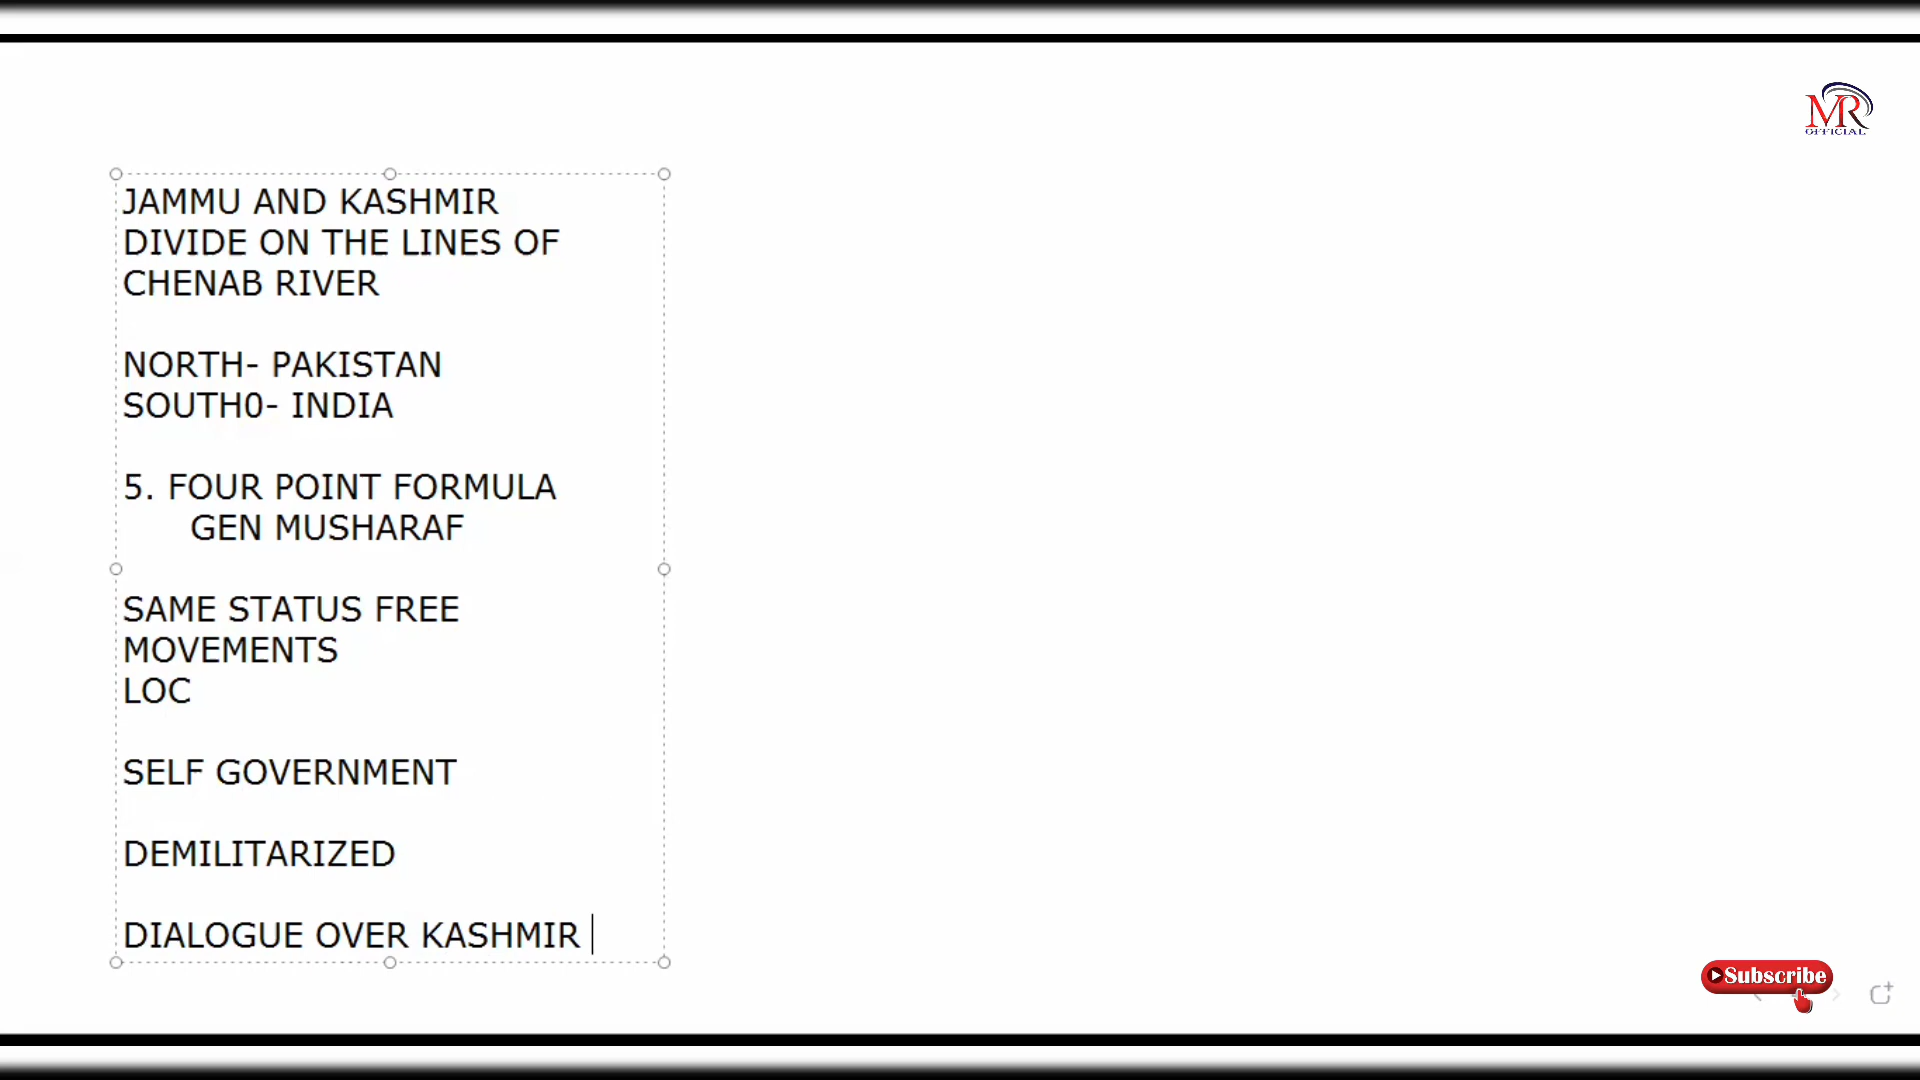 MR
OFFICIAL
JAMMU AND KASHMIR
DIVIDE ON THE LINES OF
CHENAB RIVER
NORTH- PAKISTAN
SOUTH0- INDIA
5. FOUR POINT FORMULA
GEN MUSHARAF
SAME STATUS FREE
MOVEMENTS
LOC
SELF GOVERNMENT
DEMILITARIZED
DIALOGUE OVER KASHMIR
Subscribe